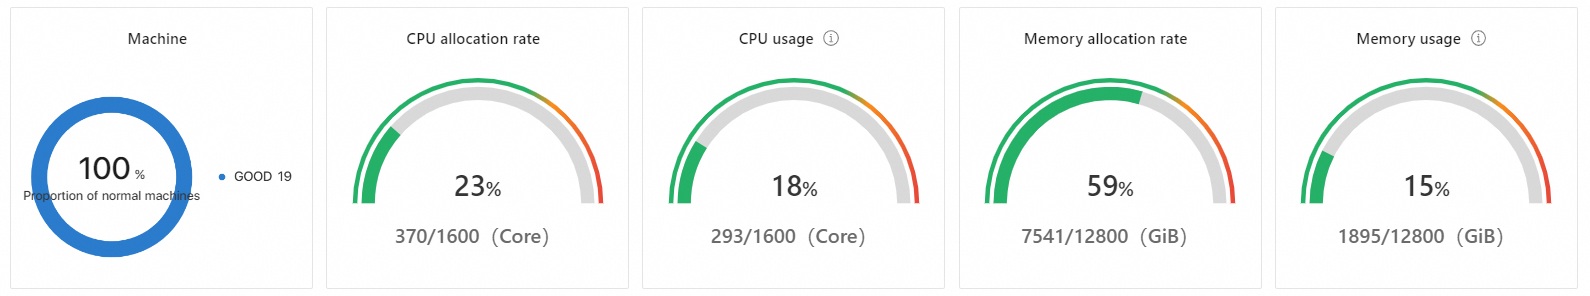 Machine
100 %
Proportion of normal machines
GOOD 19
CPU allocation rate
23%
370/1600（Core）
CPU usage
18%
293/1600（Core）
Memory allocation rate
59%
7541/12800（GiB）
Memory usage
15%
1895/12800（GiB）